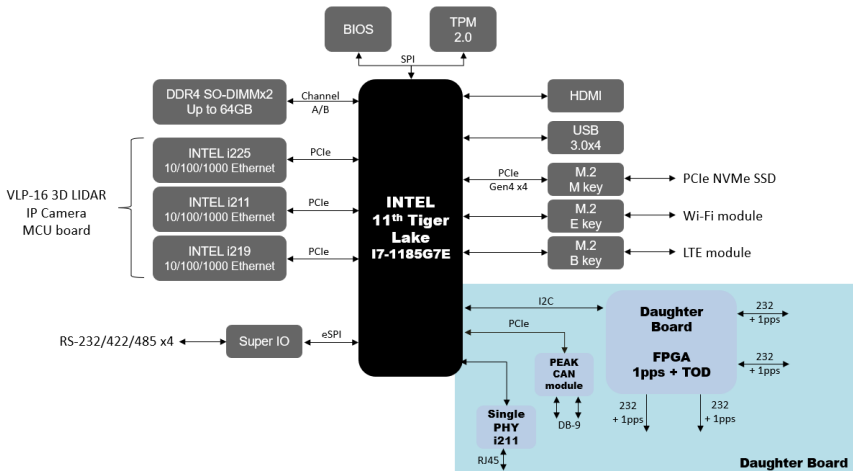 BIOS
TPM
2.0
SPI
DDR4 SO-DIMMx2
Up to 64GB
Channel
A/B
HDMI
USB
3.0x4
INTEL i225
10/100/1000 Ethernet
PCIe
PCIe
Gen4 x4
M.2
M key
PCIe NVMe SSD
VLP-16 3D LIDAR
IP Camera
MCU board
INTEL i211
10/100/1000 Ethernet
PCIe
INTEL
11th Tiger
Lake
I7-1185G7E
M.2
E key
Wi-Fi module
INTEL i219
10/100/1000 Ethernet
PCIe
M.2
B key
LTE module
RS-232/422/485 x4
Super IO
eSPI
I2C
PCIe
Daughter
Board
FPGA
1pps + TOD
232
+ 1pps
232
+ 1pps
PEAK
CAN
module
DB-9
232
+ 1pps
232
+ 1pps
Single
PHY
i211
RJ45
Daughter Board